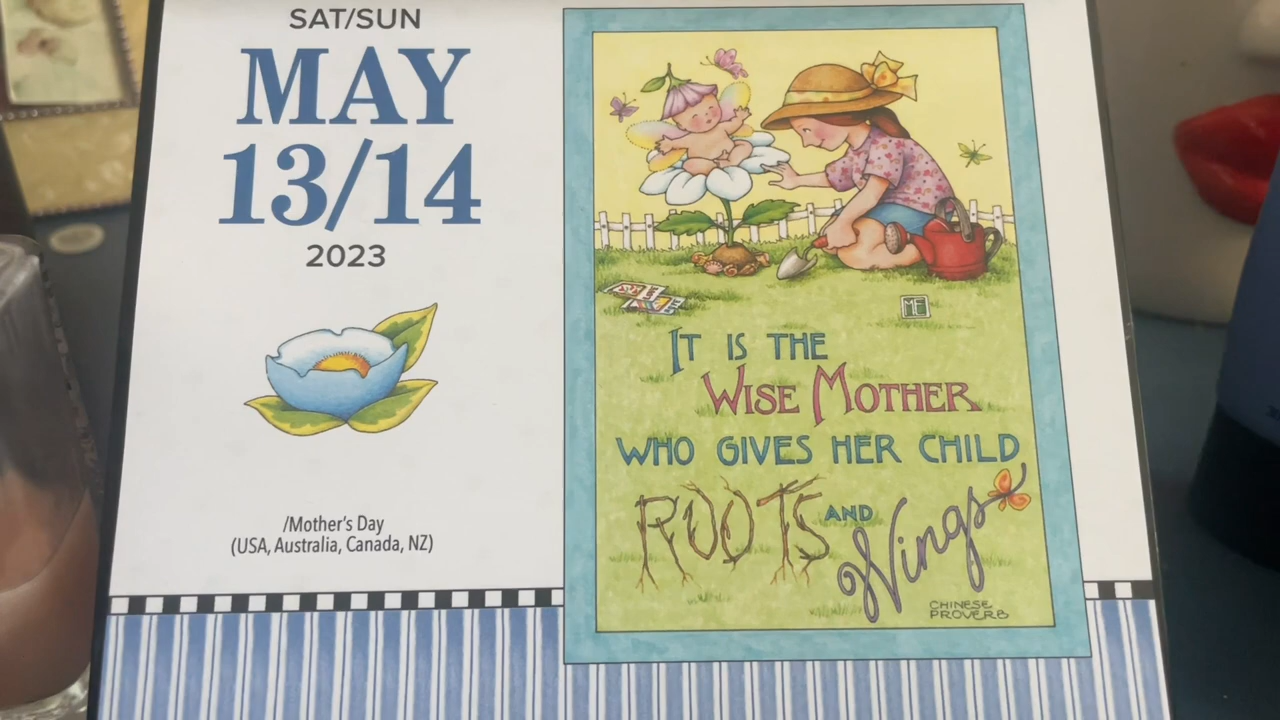 SAT/SUN
MAY
13/14
2023
/Mother's Day
(USA, Australia, Canada, NZ)
ME
IT IS THE
WISE MOTHER
WHO GIVES HER CHILD
ROOTS AND Wings
CHINESE
PROVERB